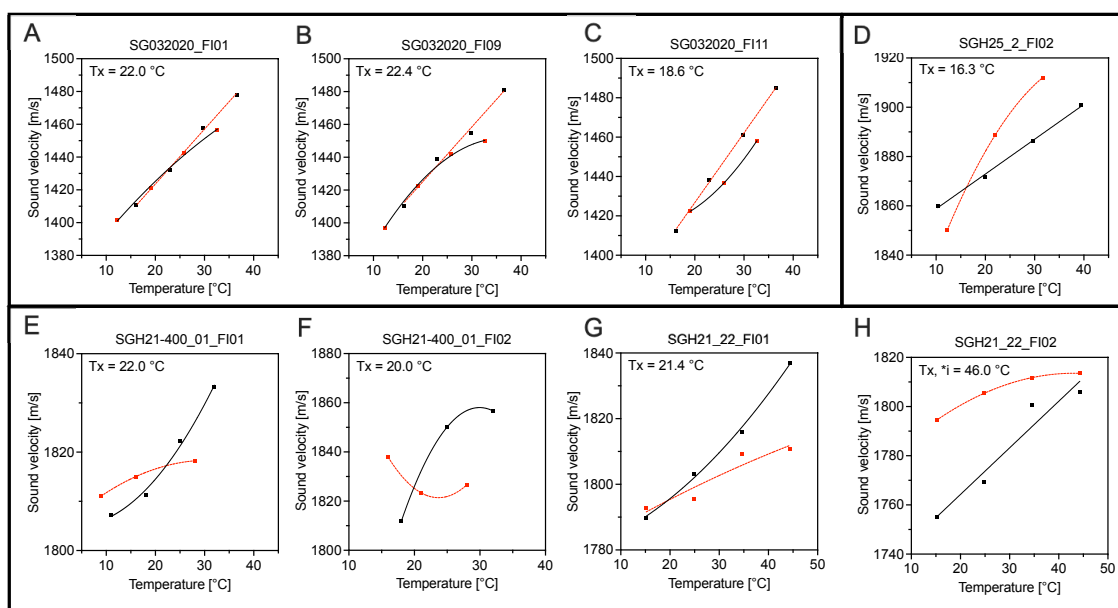 A
SG032020_FI01
Tx = 22.0 °C
Sound velocity [m/s]
1500
1480
1460
1440
1420
1400
1380
10 20 30 40
Temperature [°C]
B
SG032020_FI09
Tx = 22.4 °C
Sound velocity [m/s]
1500
1480
1460
1440
1420
1400
1380
10 20 30 40
Temperature [°C]
C
SG032020_FI11
Tx = 18.6 °C
Sound velocity [m/s]
1500
1480
1460
1440
1420
1400
10 20 30 40
Temperature [°C]
D
SGH25_2_FI02
Tx = 16.3 °C
Sound velocity [m/s]
1920
1900
1880
1860
1840
10 20 30 40
Temperature [°C]
E
SGH21-400_01_FI01
Tx = 22.0 °C
Sound velocity [m/s]
1840
1820
1800
10 20 30 40
Temperature [°C]
F
SGH21-400_01_FI02
Tx = 20.0 °C
Sound velocity [m/s]
1880
1860
1840
1820
1800
10 20 30 40
Temperature [°C]
G
SGH21_22_FI01
Tx = 21.4 °C
Sound velocity [m/s]
1840
1820
1800
1780
10 20 30 40 50
Temperature [°C]
H
SGH21_22_FI02
Tx, *i = 46.0 °C
Sound velocity [m/s]
1820
1800
1780
1760
1740
10 20 30 40 50
Temperature [°C]